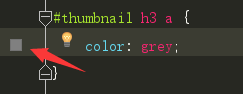 #thumbnail h3 a {
color: grey;
}